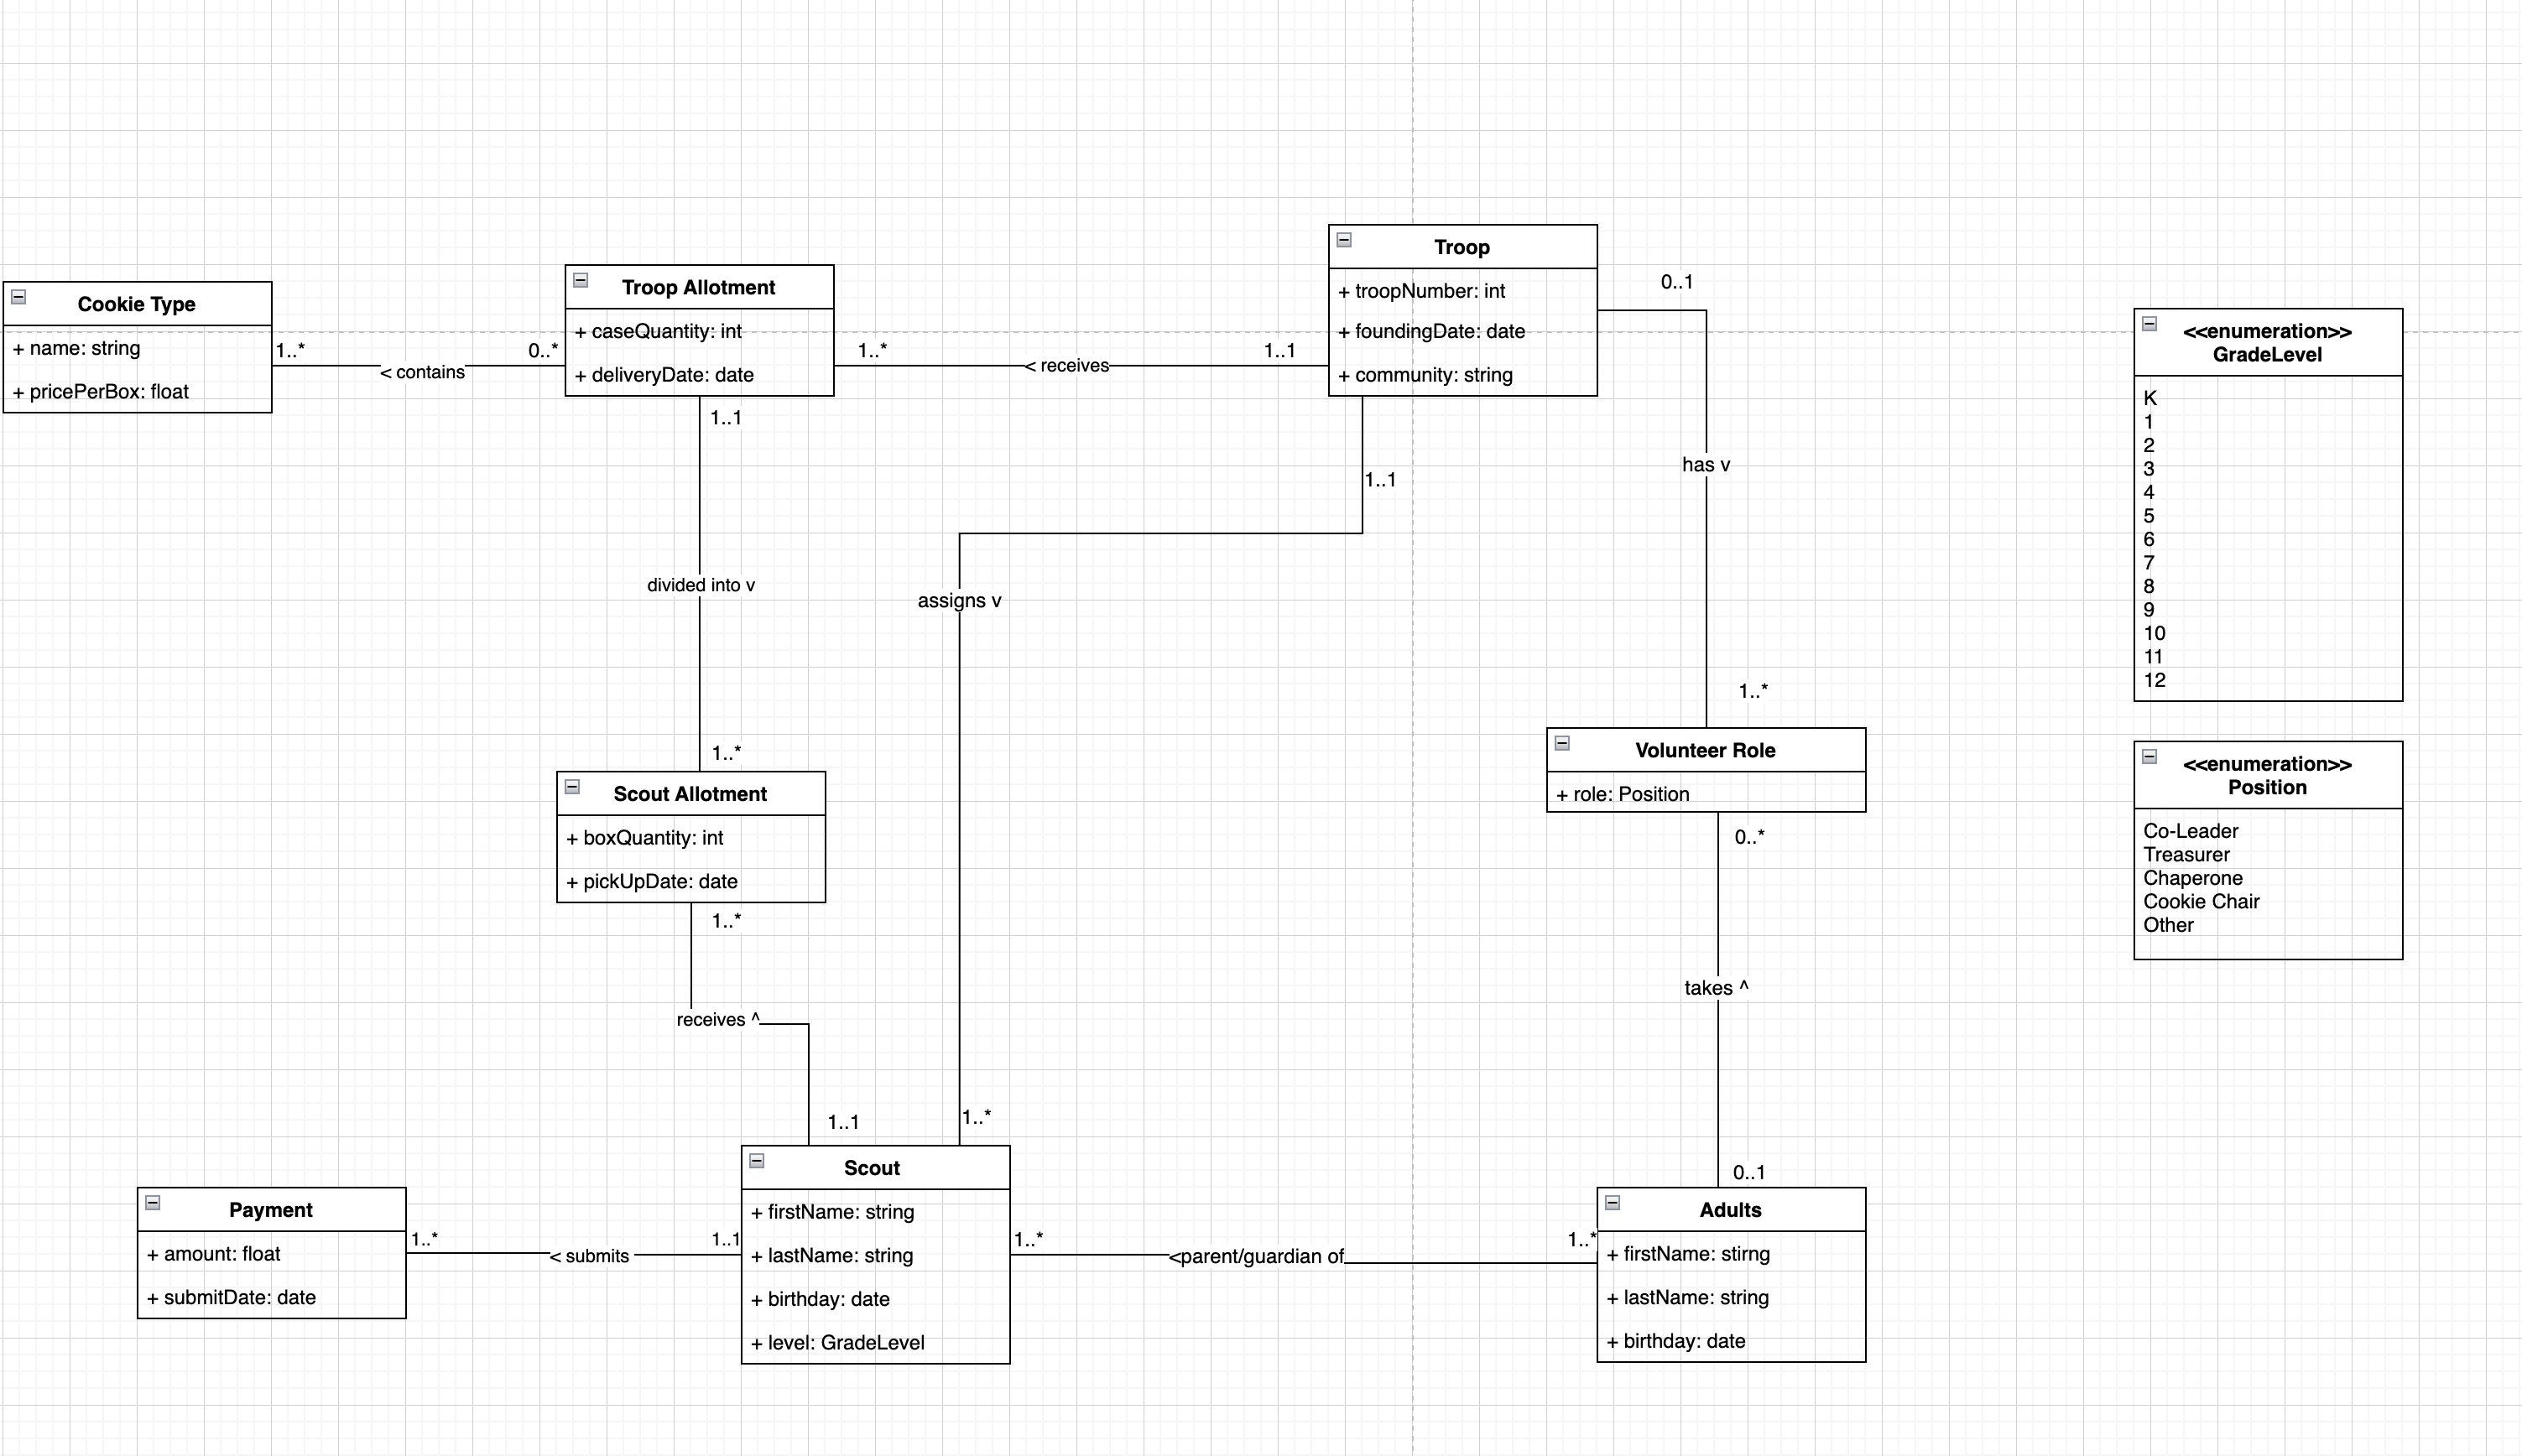 Troop
+ troopNumber: int
+ foundingDate: date
+ community: string
0..1
Troop Allotment
+ caseQuantity: int
+ deliveryDate: date
Cookie Type
+ name: string
+ pricePerBox: float
1..*
< contains
0..*
1..*
< receives
1..1
<<enumeration>>
GradeLevel
K
1
2
3
4
5
6
7
8
9
10
11
12
1..1
1..1
has v
divided into v
assigns v
1..*
1..*
Volunteer Role
+ role: Position
0..*
<<enumeration>>
Position
Co-Leader
Treasurer
Chaperone
Cookie Chair
Other
Scout Allotment
+ boxQuantity: int
+ pickUpDate: date
1..*
takes ^
receives ^
1..1
1..*
0..1
Scout
+ firstName: string
+ lastName: string
+ birthday: date
+ level: GradeLevel
Payment
+ amount: float
+ submitDate: date
1..*
< submits
1..1
1..*
<parent/guardian of
1..*
Adults
+ firstName: stirng
+ lastName: string
+ birthday: date